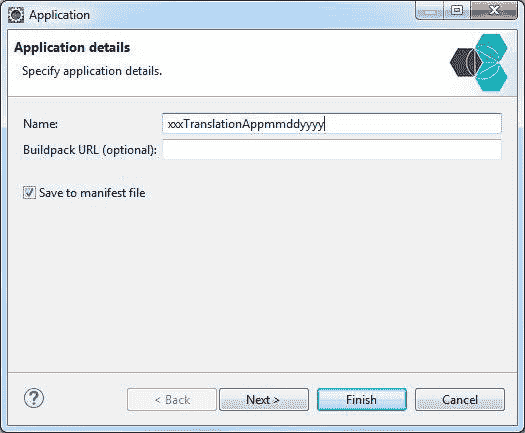 Application
Application details
Specify application details.
Name: xxxTranslationAppmmddyyyy
Buildpack URL (optional):
Save to manifest file
? < Back Next > Finish Cancel